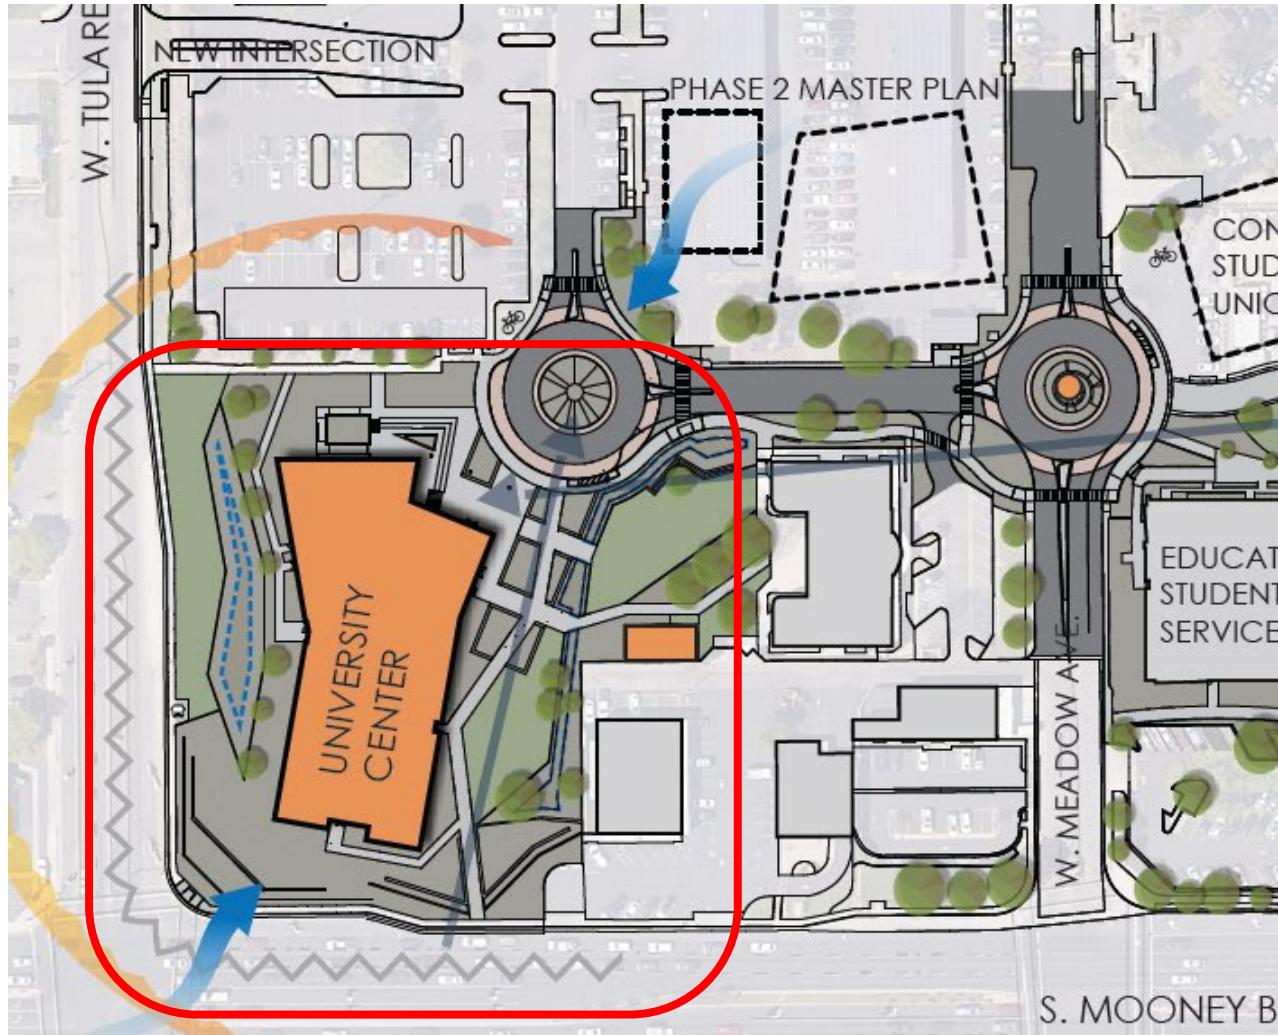 W. TULARE
NEW INTERSECTION
PHASE 2 MASTER PLAN
CON
STUD
UNIO
UNIVERSITY
CENTER
EDUCAT
STUDENT
SERVICE
W. MEADOW AVE.
S. MOONEY B